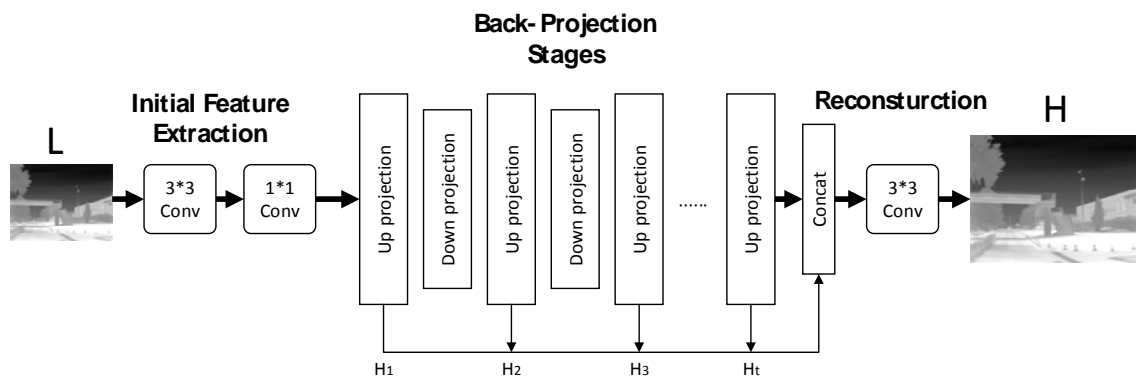 Back- Projection
Stages
Initial Feature
Extraction
Reconsturction
L
H
3*3
Conv
1*1
Conv
Up projection
Down projection
Up projection
Down projection
Up projection
......
Up projection
Concat
3*3
Conv
H1
H2
H3
Ht